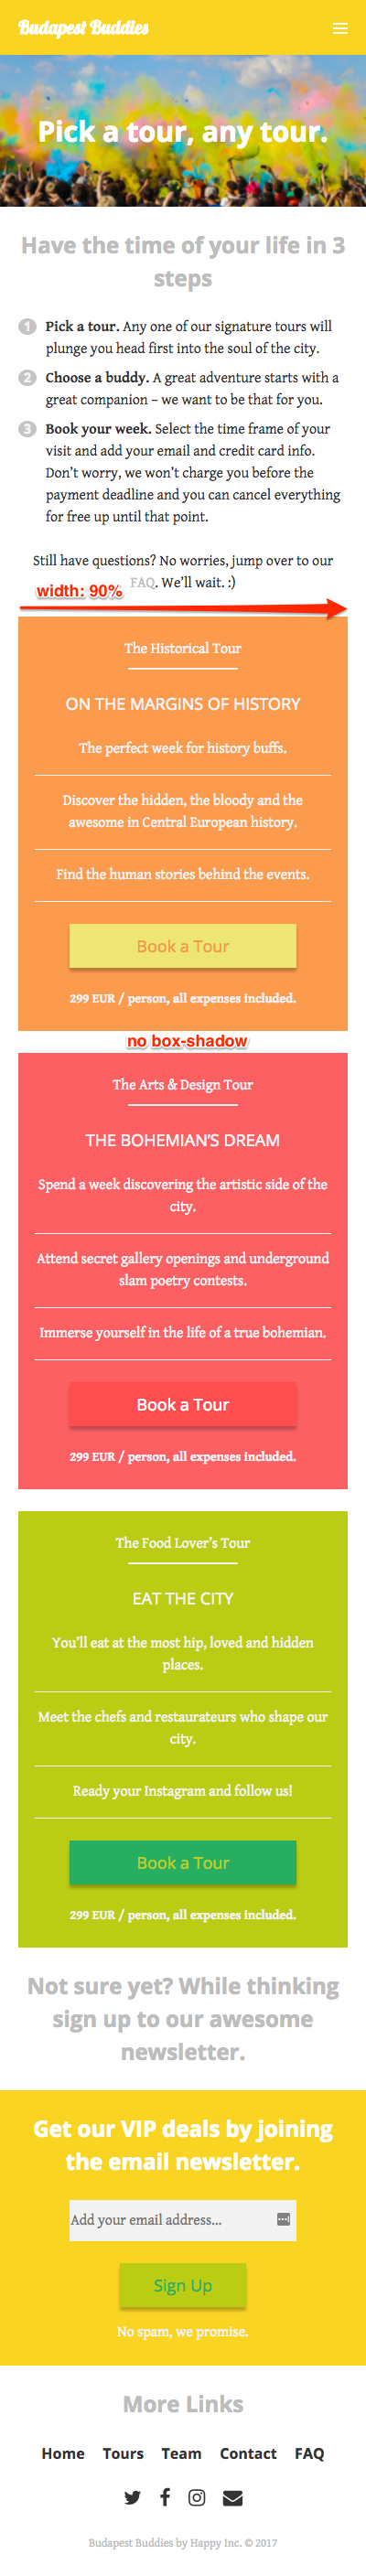 Budapest Buddies
Pick a tour, any tour.
Have the time of your life in 3
steps
1 Pick a tour. Any one of our signature tours will
plunge you head first into the soul of the city.
2 Choose a buddy. A great adventure starts with a
great companion – we want to be that for you.
3 Book your week. Select the time frame of your
visit and add your email and credit card info.
Don’t worry, we won’t charge you before the
payment deadline and you can cancel everything
for free up until that point.
Still have questions? No worries, jump over to our
FAQ. We’ll wait. :)
width: 90%
The Historical Tour
ON THE MARGINS OF HISTORY
The perfect week for history buffs.
Discover the hidden, the bloody and the
awesome in Central European history.
Find the human stories behind the events.
Book a Tour
299 EUR / person, all expenses included.
no box-shadow
The Arts & Design Tour
THE BOHEMIAN’S DREAM
Spend a week discovering the artistic side of the
city.
Attend secret gallery openings and underground
slam poetry contests.
Immerse yourself in the life of a true bohemian.
Book a Tour
299 EUR / person, all expenses included.
The Food Lover’s Tour
EAT THE CITY
You’ll eat at the most hip, loved and hidden
places.
Meet the chefs and restaurateurs who shape our
city.
Ready your Instagram and follow us!
Book a Tour
299 EUR / person, all expenses included.
Not sure yet? While thinking
sign up to our awesome
newsletter.
Get our VIP deals by joining
the email newsletter.
Add your email address...
Sign Up
No spam, we promise.
More Links
Home Tours Team Contact FAQ
Budapest Buddies by Happy Inc. © 2017